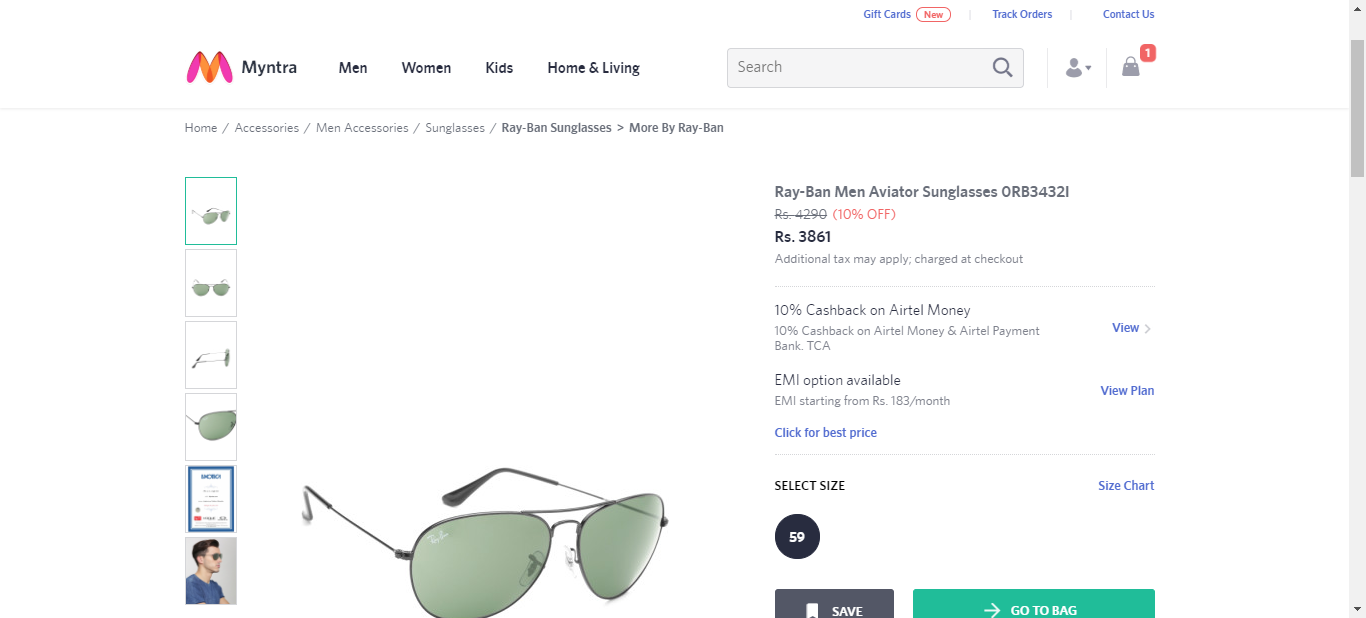 Gift Cards New Track Orders Contact Us
Myntra Men Women Kids Home & Living Search 1
Home / Accessories / Men Accessories / Sunglasses / Ray-Ban Sunglasses > More By Ray-Ban
Ray-Ban Men Aviator Sunglasses 0RB3432I
Rs. 4290 (10% OFF)
Rs. 3861
Additional tax may apply; charged at checkout
10% Cashback on Airtel Money
10% Cashback on Airtel Money & Airtel Payment
Bank. TCA
View
EMI option available
EMI starting from Rs. 183/month
View Plan
Click for best price
SELECT SIZE Size Chart
59
Ray-Ban
SAVE GO TO BAG